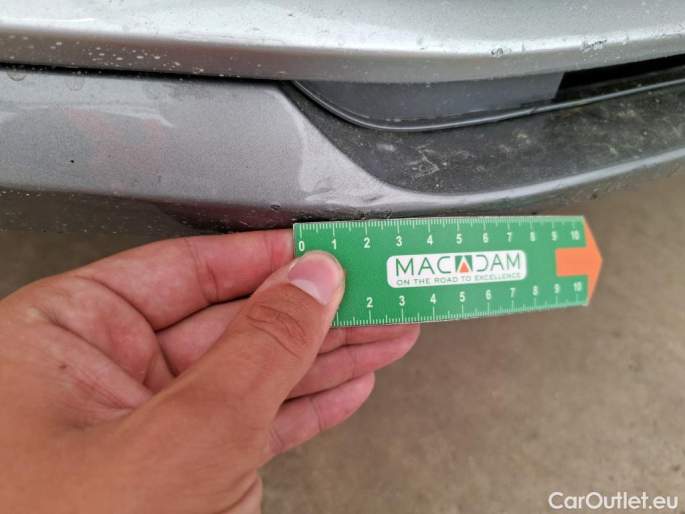 0 1 2 3 4 5 6 7 8 9 10
MACADAM
ON THE ROAD TO EXCELLENCE
2 3 4 5 6 7 8 9 10
CarOutlet.eu